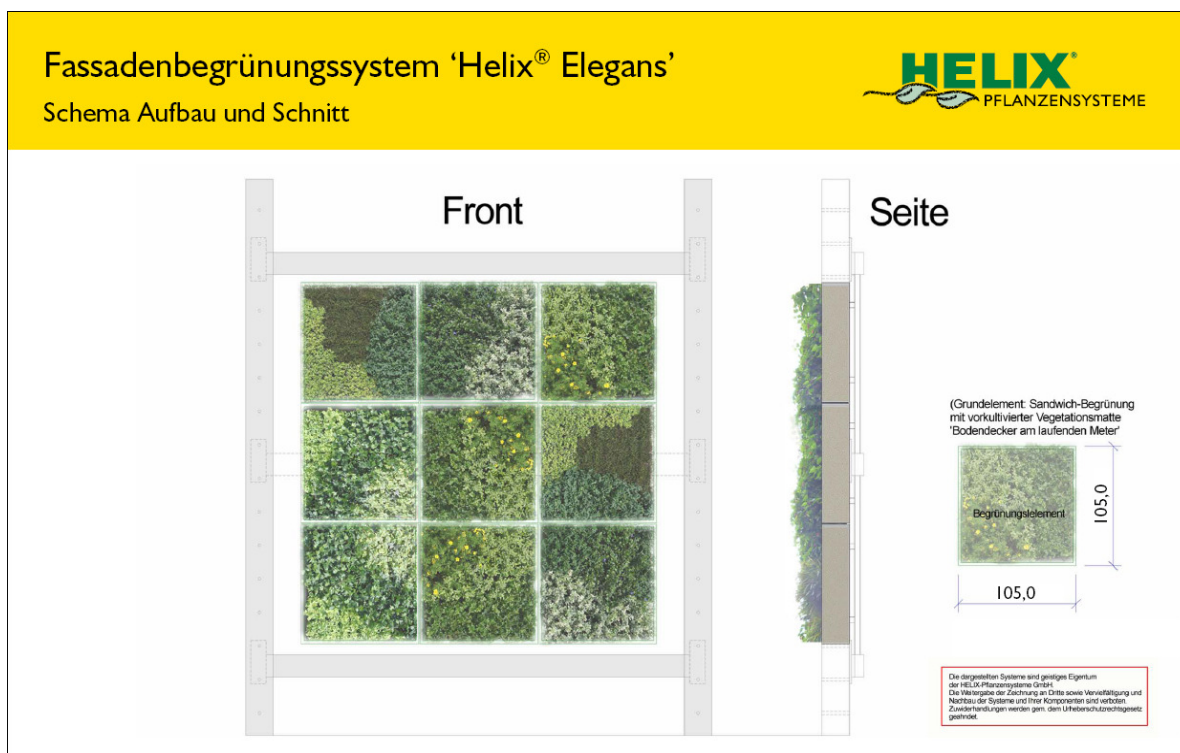 Fassadenbegrünungssystem ‘Helix® Elegans’
Schema Aufbau und Schnitt
HELIX®
PFLANZENSYSTEME
Front
Seite
(Grundelement: Sandwich-Begrünung
mit vorkultivierter Vegetationsmatte
'Bodendecker am laufenden Meter'
Begrünungslelement
105,0
105,0
Die dargestellten Systeme sind geistiges Eigentum
der HELIX-Pflanzensysteme GmbH.
Die Weitergabe der Zeichnung an Dritte sowie Vervielfältigung und
Nachbau der Systeme und Ihrer Komponenten sind verboten.
Zuwiderhandlungen werden gem. dem Urheberschutzrechtsgesetz
geahndet.